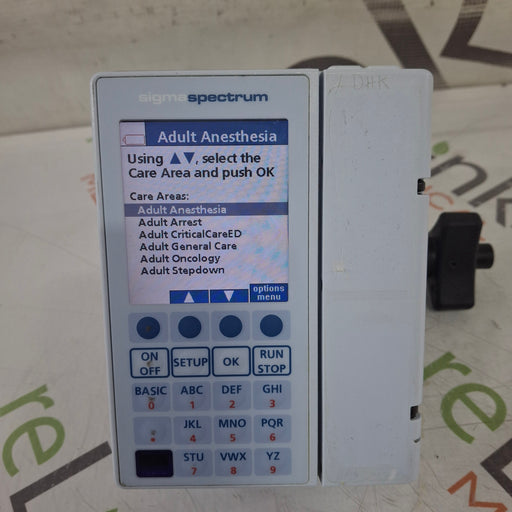 sigmaspectrum
Adult Anesthesia
Using ▲▼, select the
Care Area and push OK
Care Areas:
Adult Anesthesia
Adult Arrest
Adult CriticalCareED
Adult General Care
Adult Oncology
Adult Stepdown
▲ ▼ options
menu
ON
OFF
SETUP
OK
RUN
STOP
BASIC ABC DEF GHI
0 1 2 3
. JKL MNO PQR
4 5 6
STU VWX YZ
7 8 9